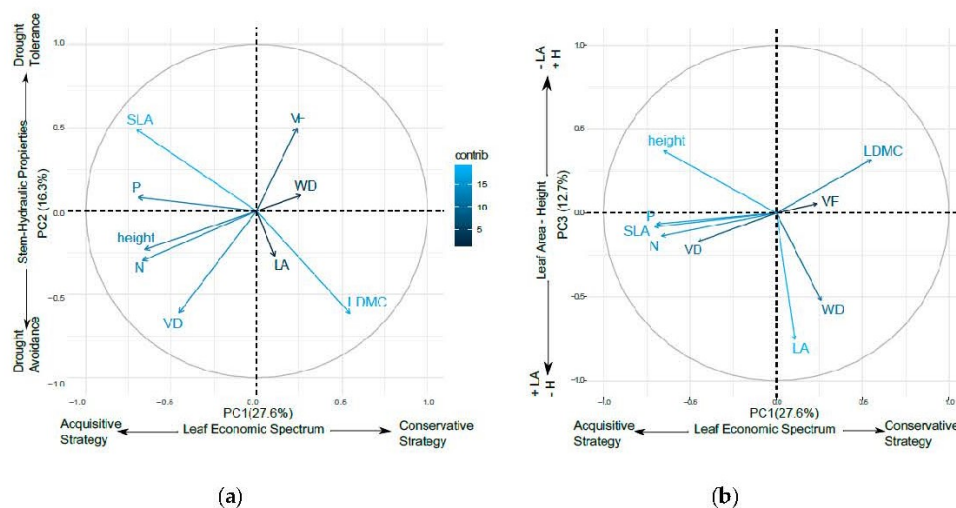 Drought
Tolerance
Stem-Hydraulic Propierties
PC2 (16.3%)
Drought
Avoidance
1.0
0.5
0.0
−0.5
−1.0
SLA
VF
P
WD
height
N
LA
VD
LDMC
−1.0
−0.5
0.0
0.5
1.0
PC1(27.6%)
Acquisitive
Strategy
Leaf Economic Spectrum
Conservative
Strategy
contrib
15
10
5
(a)
- LA
+ H
Leaf Area - Height
PC3 (12.7%)
+ LA
- H
1.0
0.6
0.0
−0.5
−1.0
height
LDMC
VF
P
SLA
N
VD
WD
LA
−1.0
−0.5
0.0
0.5
1.0
PC1(27.6%)
Acquisitive
Strategy
Leaf Economic Spectrum
Conservative
Strategy
(b)